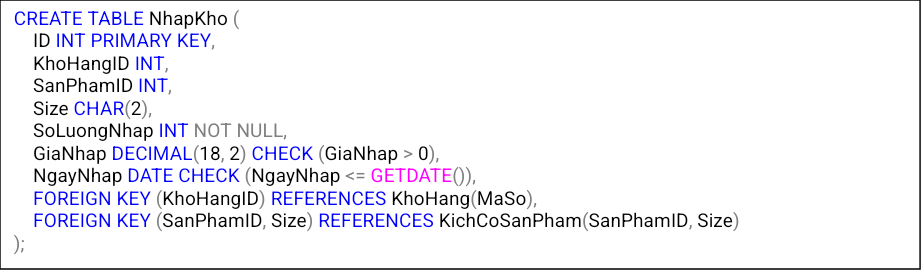 CREATE TABLE NhapKho (
ID INT PRIMARY KEY,
KhoHangID INT,
SanPhamID INT,
Size CHAR(2),
SoLuongNhap INT NOT NULL,
GiaNhap DECIMAL(18, 2) CHECK (GiaNhap > 0),
NgayNhap DATE CHECK (NgayNhap <= GETDATE()),
FOREIGN KEY (KhoHangID) REFERENCES KhoHang(MaSo),
FOREIGN KEY (SanPhamID, Size) REFERENCES KichCoSanPham(SanPhamID, Size)
);